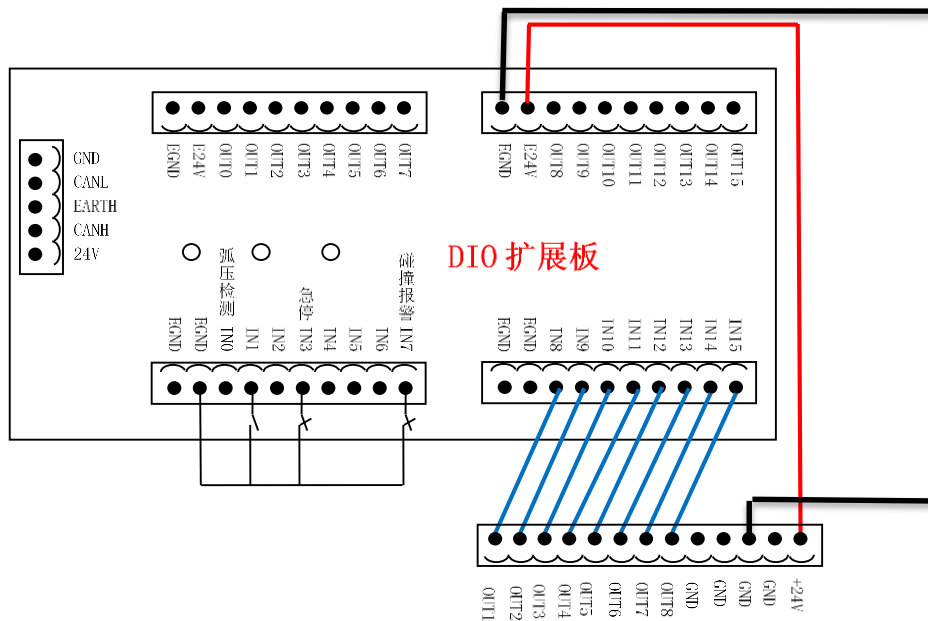 EGND
E24V
OUT0
OUT1
OUT2
OUT3
OUT4
OUT5
OUT6
OUT7
EGND
E24V
OUT8
OUT9
OUT10
OUT11
OUT12
OUT13
OUT14
OUT15
GND
CANL
EARTH
CANH
24V
DIO 扩展板
EGND
EGND
弧压检测 IN0
IN1
IN2
急停 IN3
IN4
IN5
IN6
碰撞报警 IN7
EGND
EGND
IN8
IN9
IN10
IN11
IN12
IN13
IN14
IN15
OUT1
OUT2
OUT3
OUT4
OUT5
OUT6
OUT7
OUT8
GND
GND
GND
GND
+24V